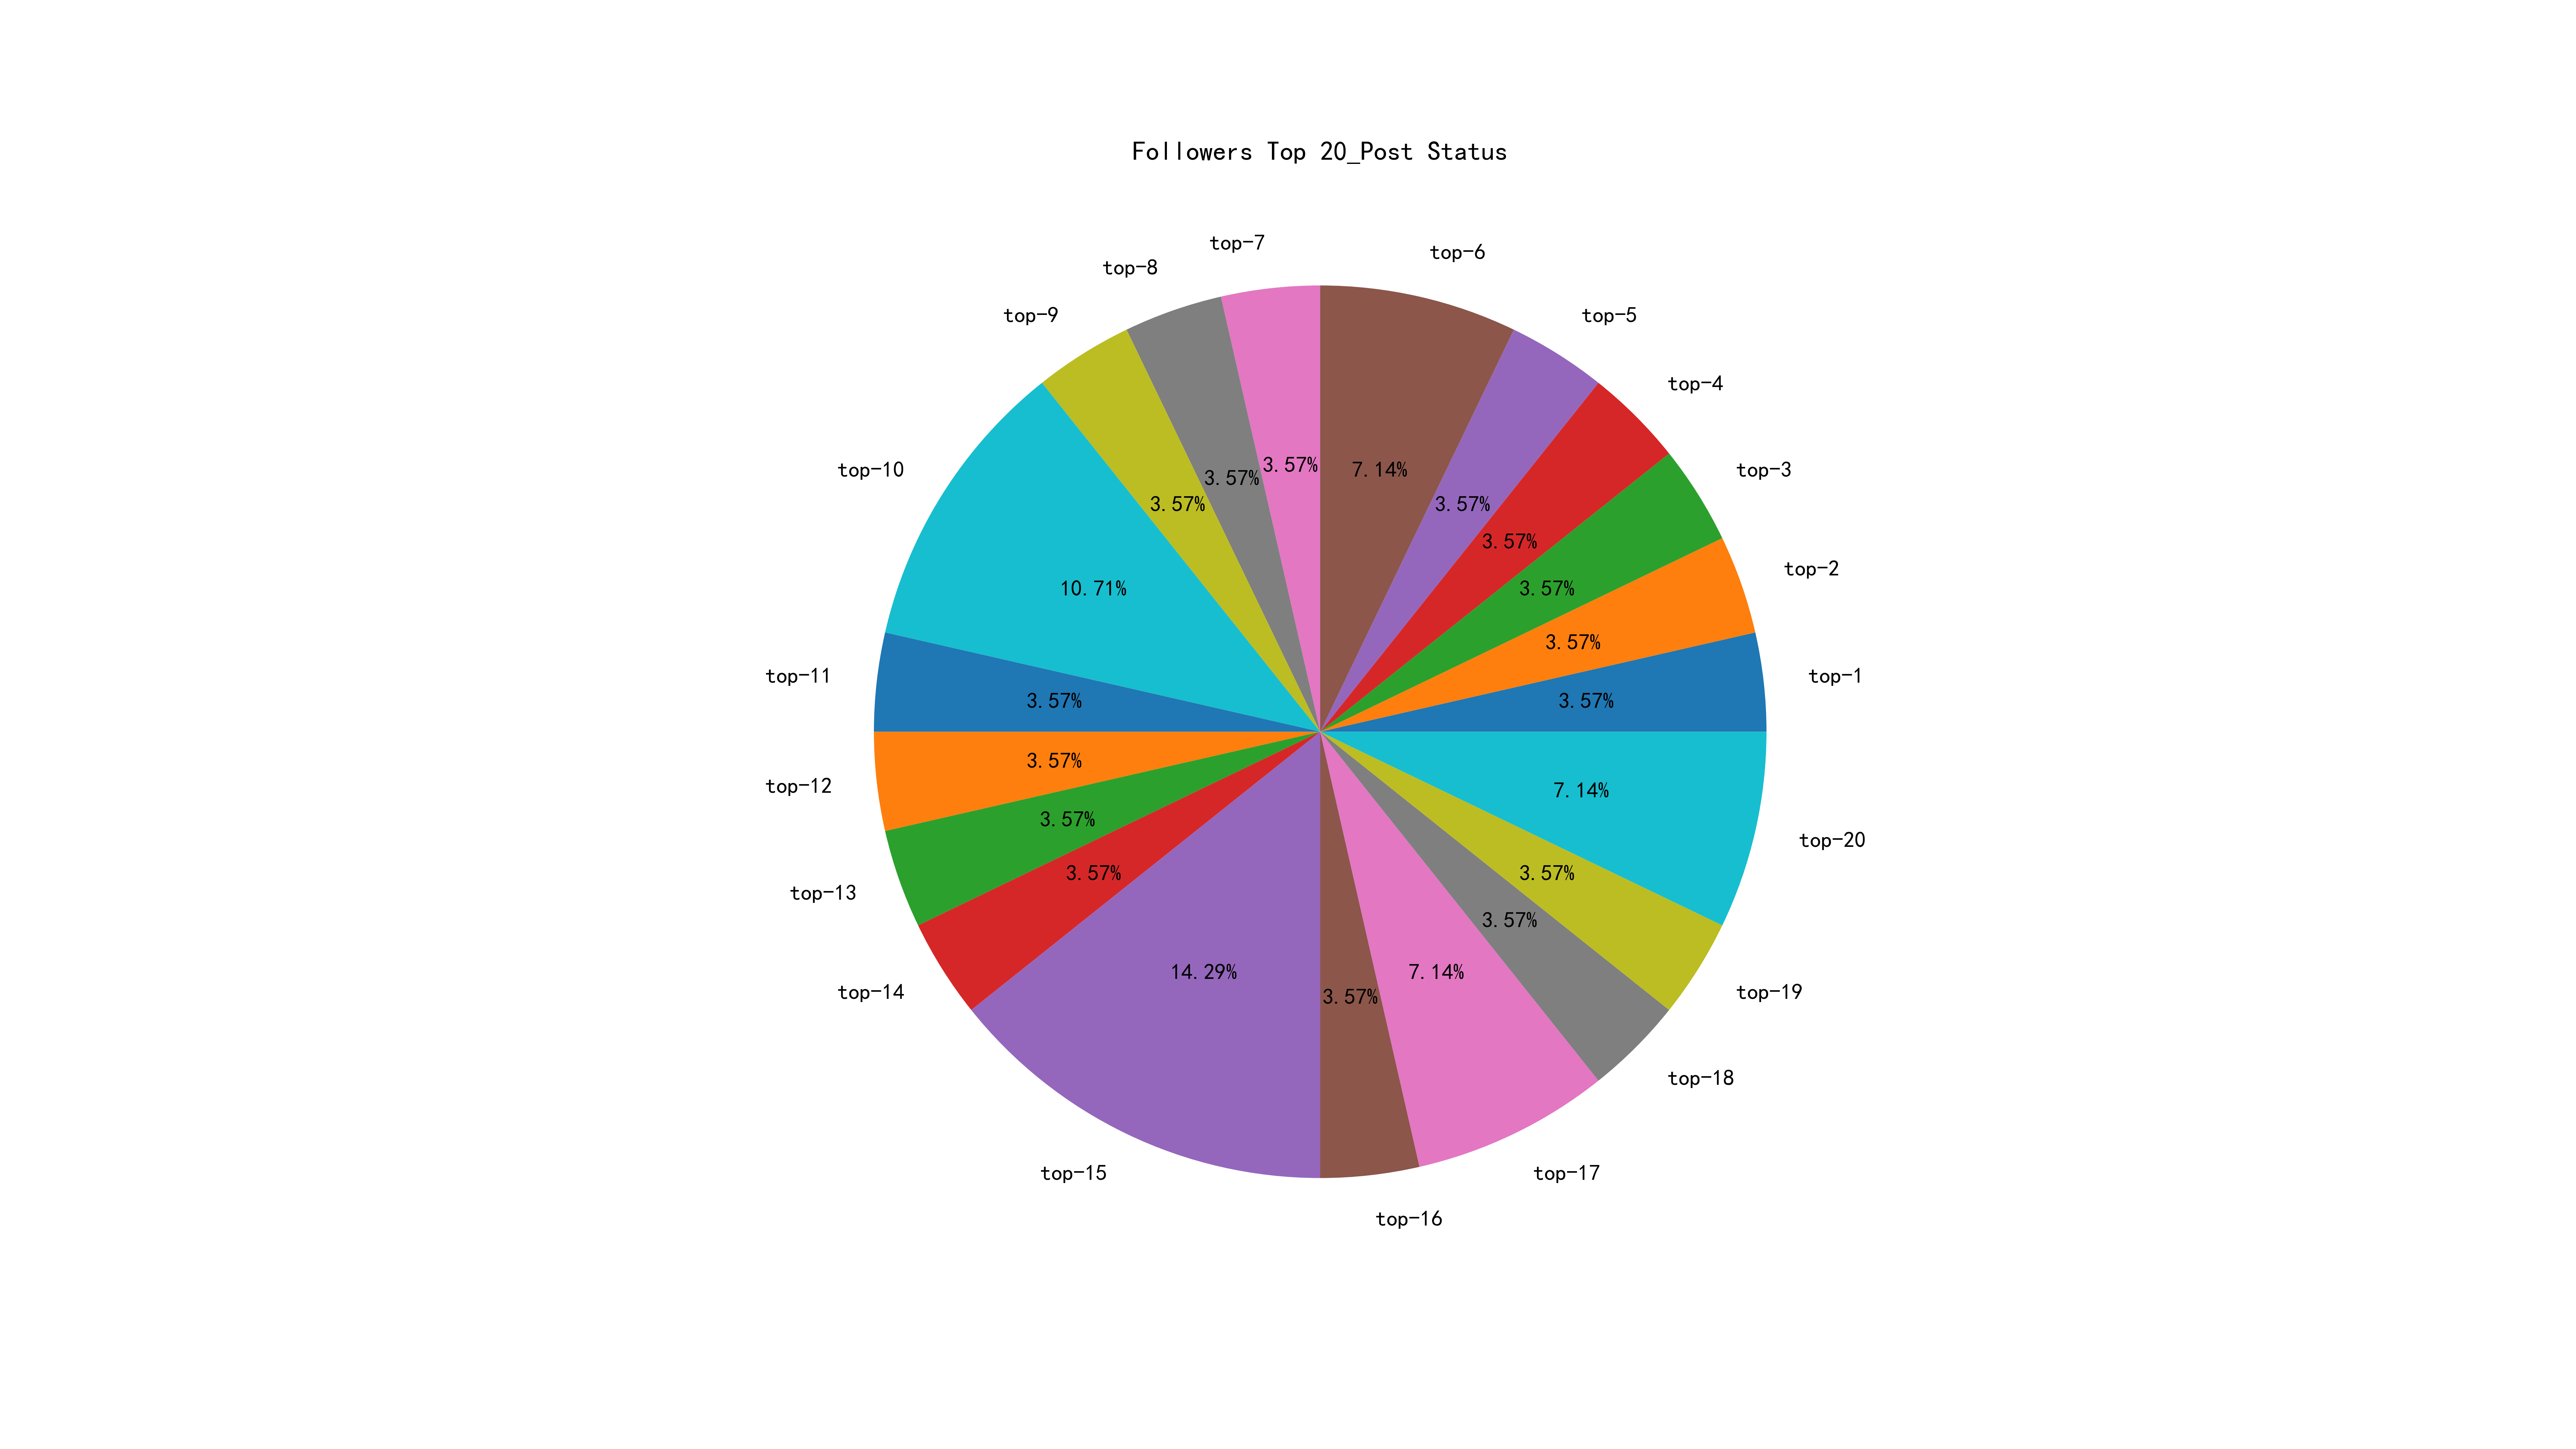 Followers Top 20_Post Status
top-1
top-2
top-3
top-4
top-5
top-6
top-7
top-8
top-9
top-10
top-11
top-12
top-13
top-14
top-15
top-16
top-17
top-18
top-19
top-20
3.57%
3.57%
3.57%
3.57%
3.57%
7.14%
3.57%
3.57%
3.57%
10.71%
3.57%
3.57%
3.57%
3.57%
14.29%
3.57%
7.14%
3.57%
3.57%
7.14%